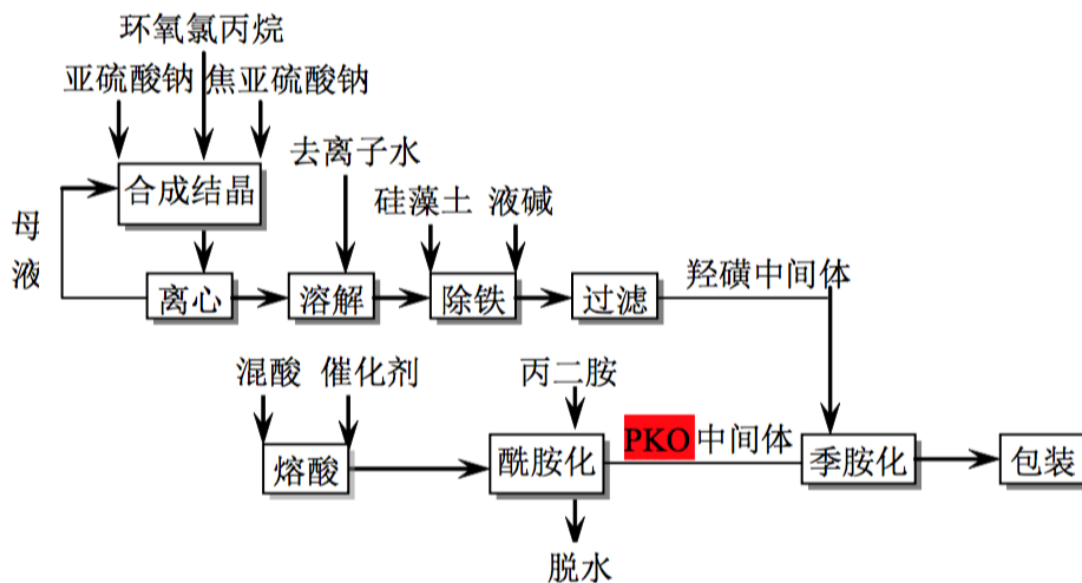 环氧氯丙烷
亚硫酸钠 焦亚硫酸钠
合成结晶
去离子水
硅藻土 液碱
母液
离心 溶解 除铁 过滤 羟磺中间体
混酸 催化剂 丙二胺
熔酸 酰胺化 PKO中间体 季胺化 包装
脱水